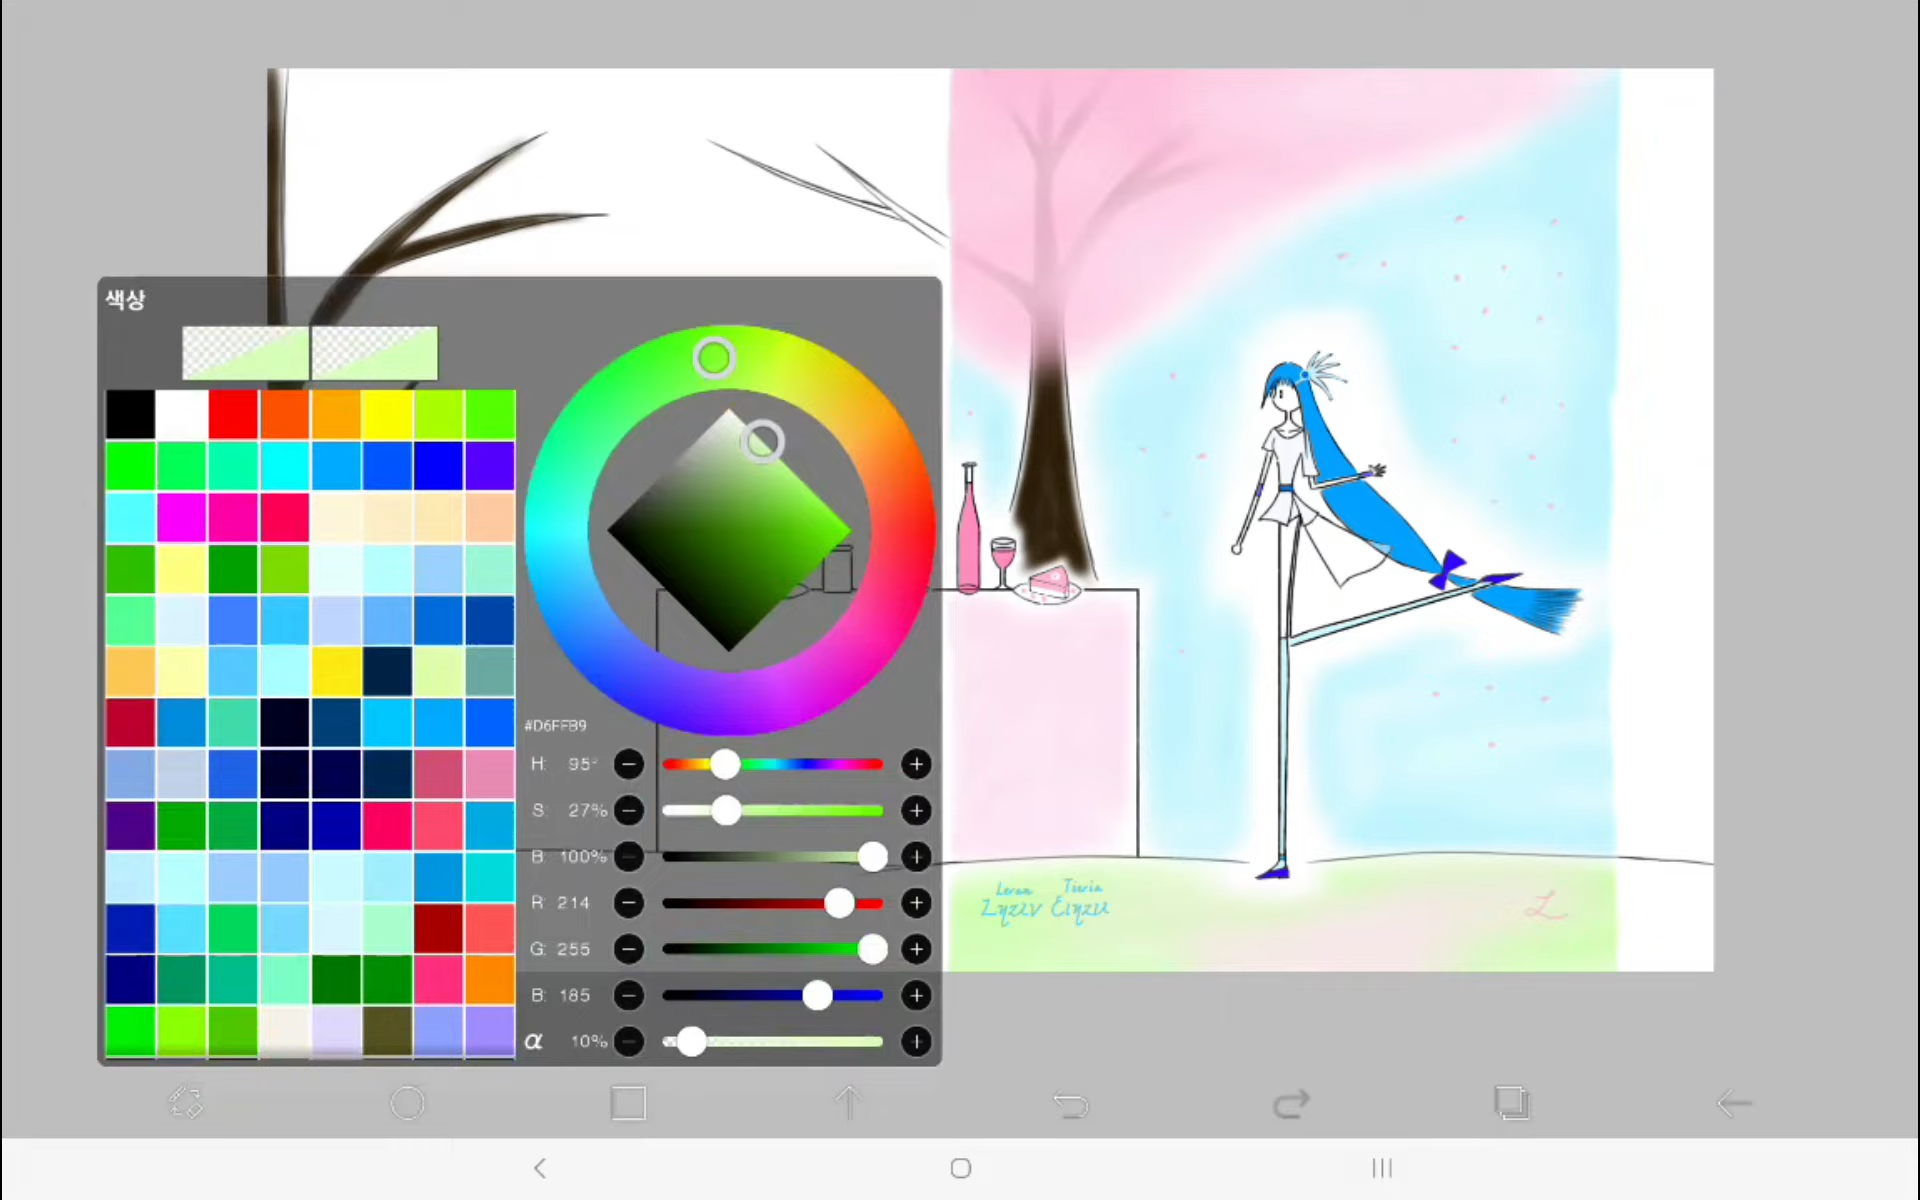 색상
#D6FFB9
H: 95°
S: 27%
B: 100%
R: 214
G: 255
B: 185
α 10%
Leran Tieria
L